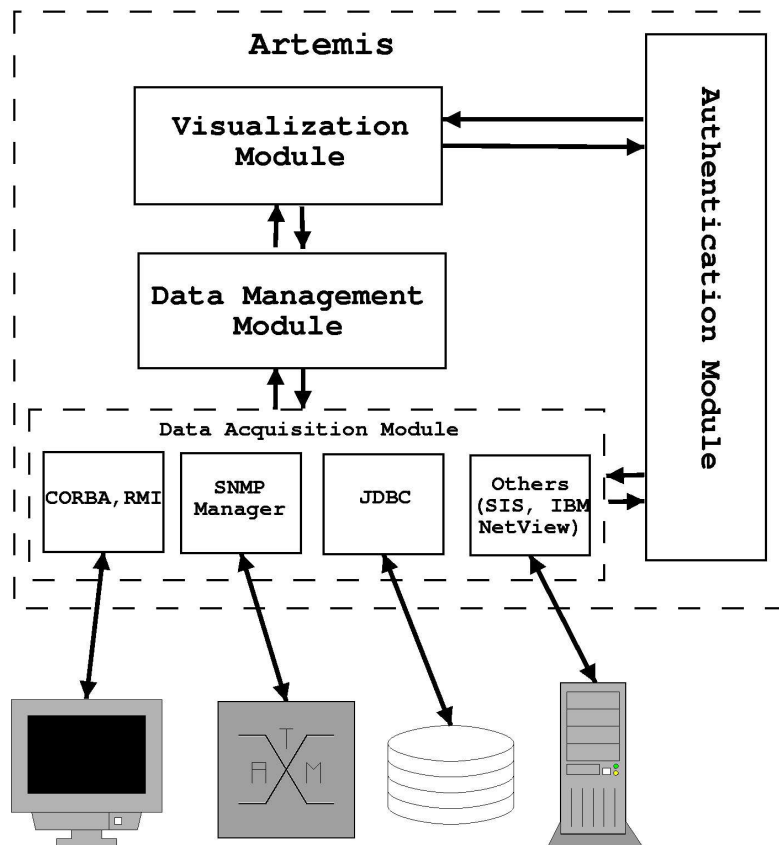 Artemis
Visualization
Module
Data Management
Module
Authentication Module
Data Acquisition Module
CORBA,RMI
SNMP
Manager
JDBC
Others
(SIS, IBM
NetView)
A T M